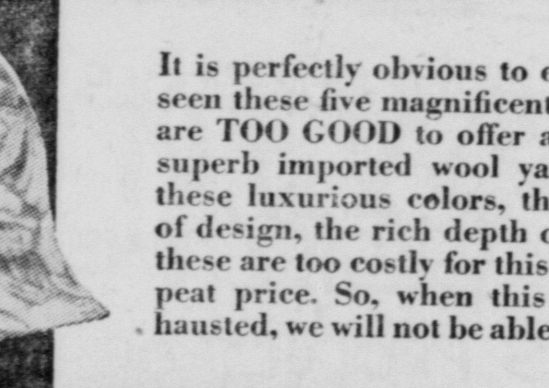 It is perfectly obvious to
seen these five magnificent
are TOO GOOD to offer
superb imported wool
these luxurious colors,
of design, the rich depth
these are too costly for this
peat price. So, when this
hausted, we will not be able